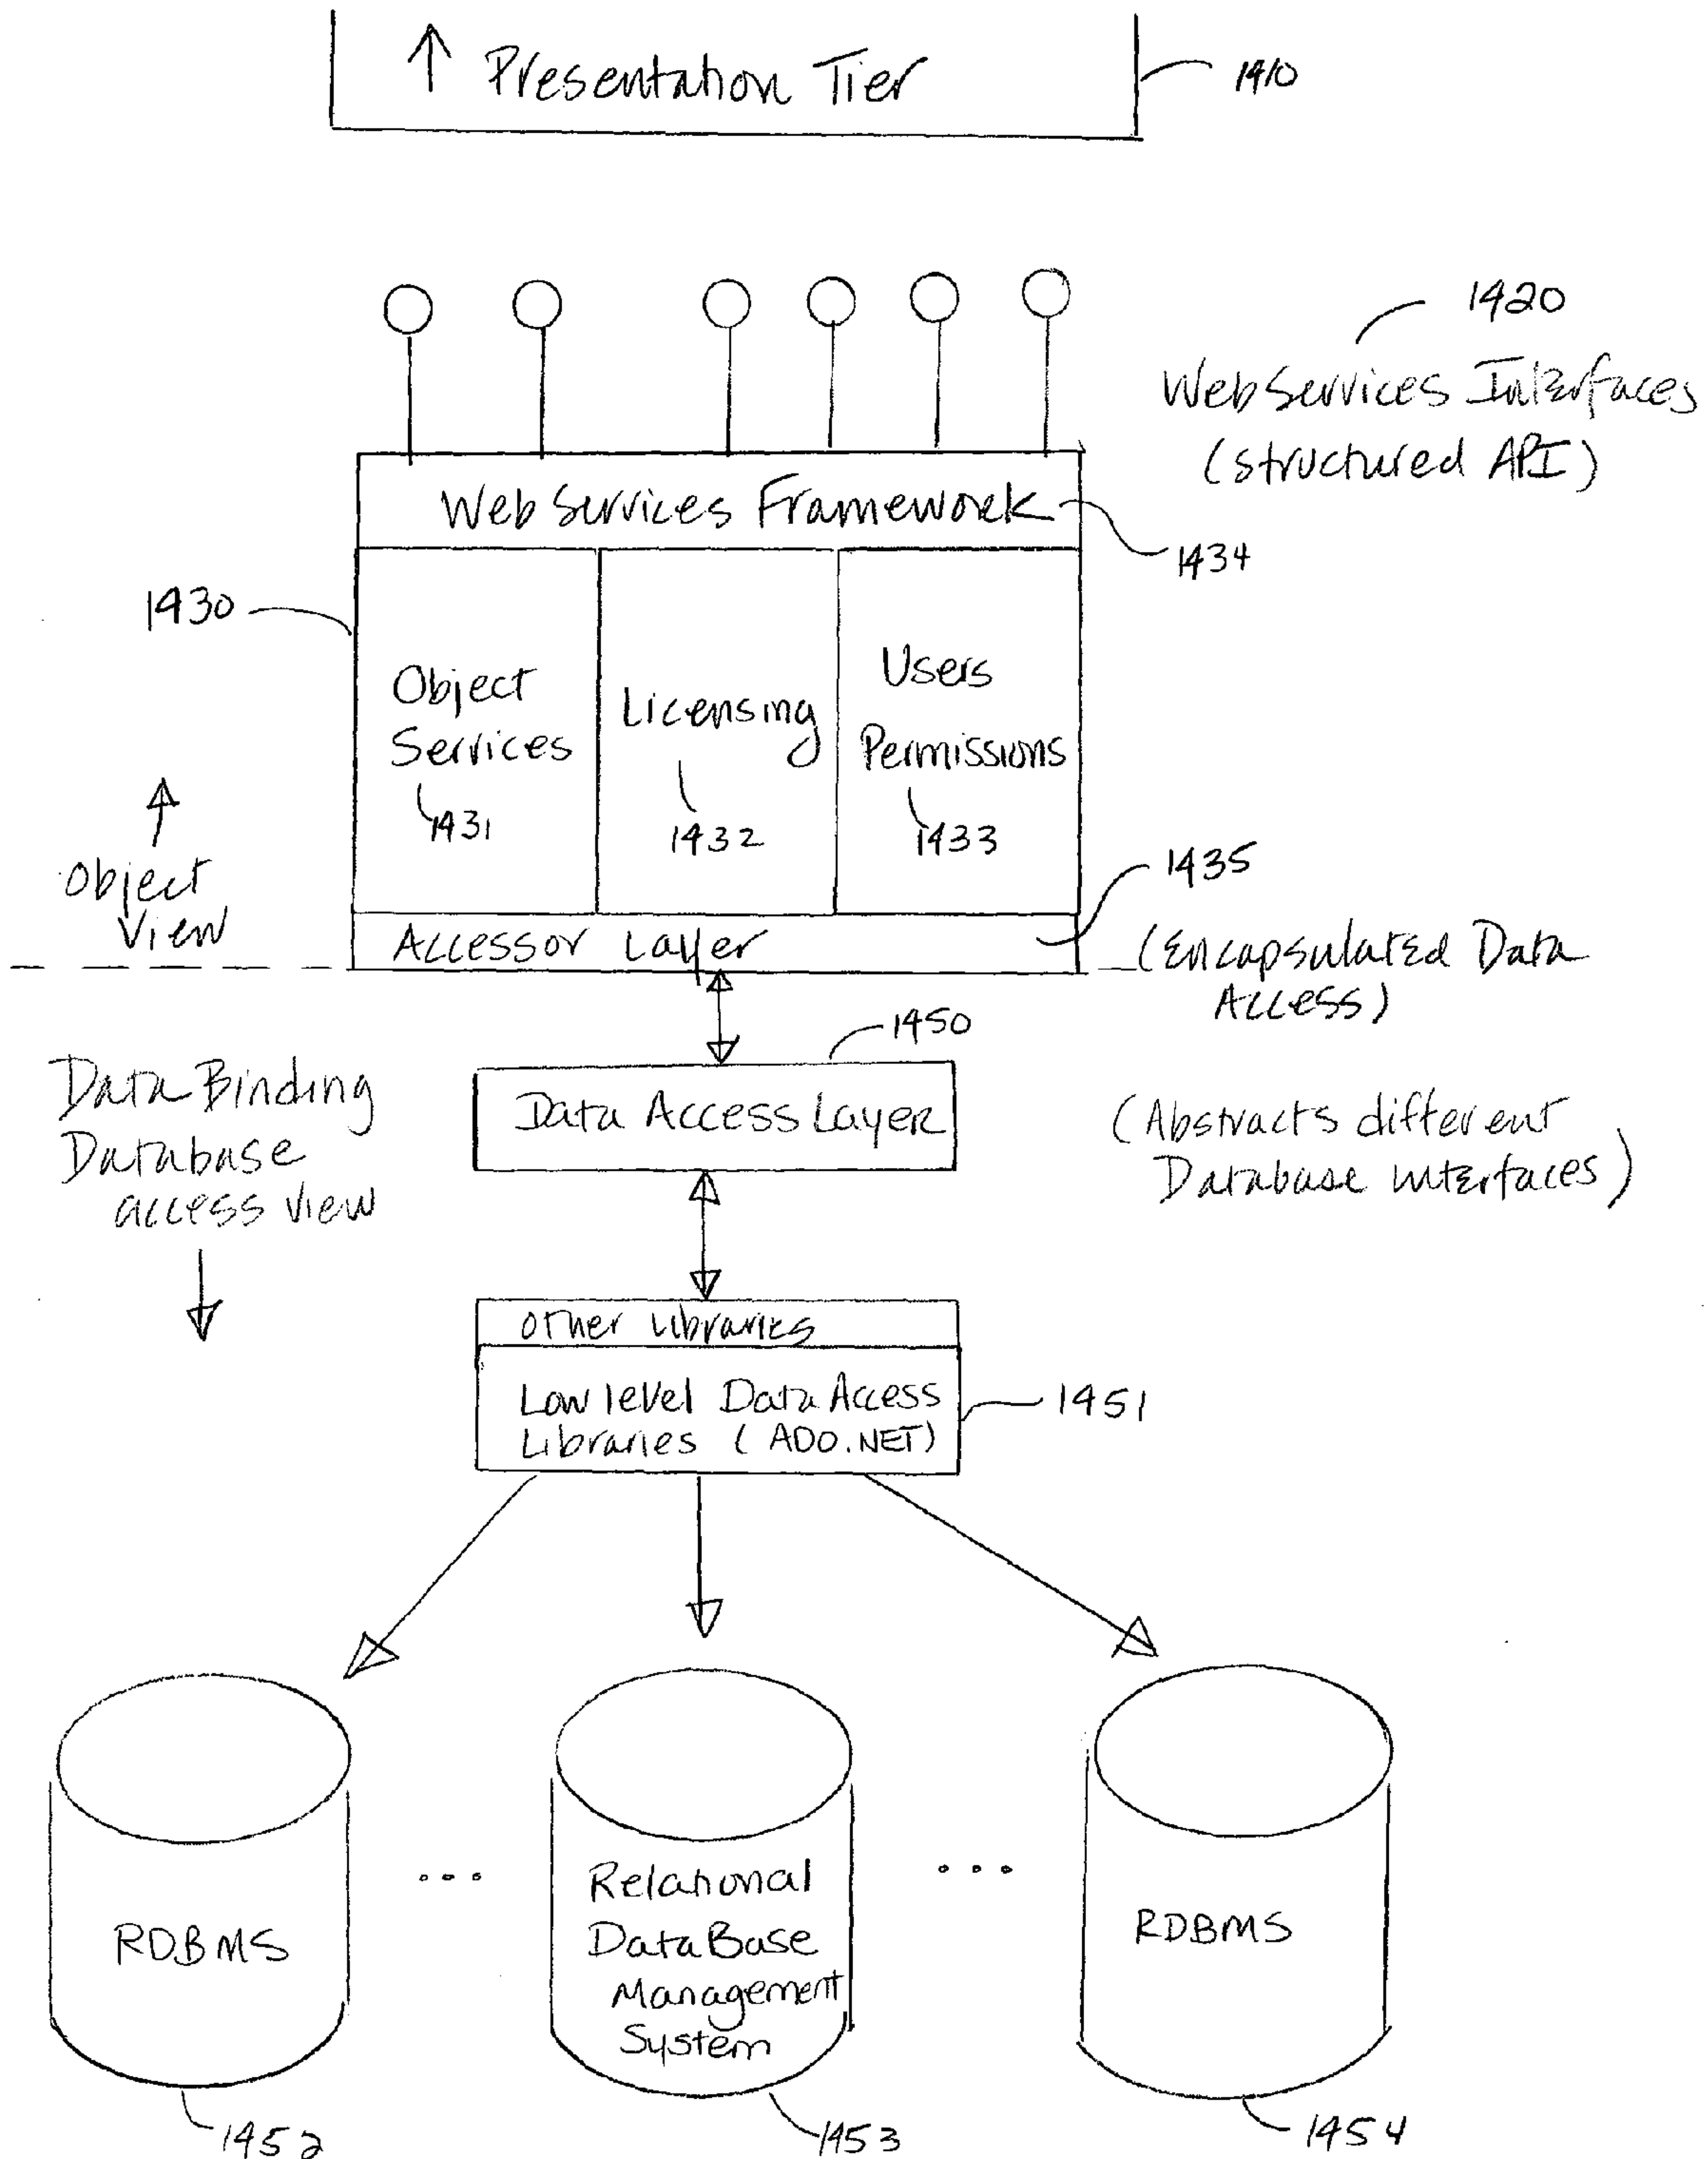 ↑ Presentation Tier
1410
1420
Web Services Interfaces
(structured API)
Web Services Framework
1434
1430
Object
Services
1431
Licensing
1432
Users
Permissions
1433
1435
Object
View
Accessor Layer
(Encapsulated Data
Access)
1450
Data Binding
Database
access view
Data Access Layer
(Abstracts different
Database interfaces)
Other Libraries
Low level Data Access
Libraries (ADO.NET)
1451
RDBMS
...
Relational
DataBase
Management
System
...
RDBMS
1452
1453
1454